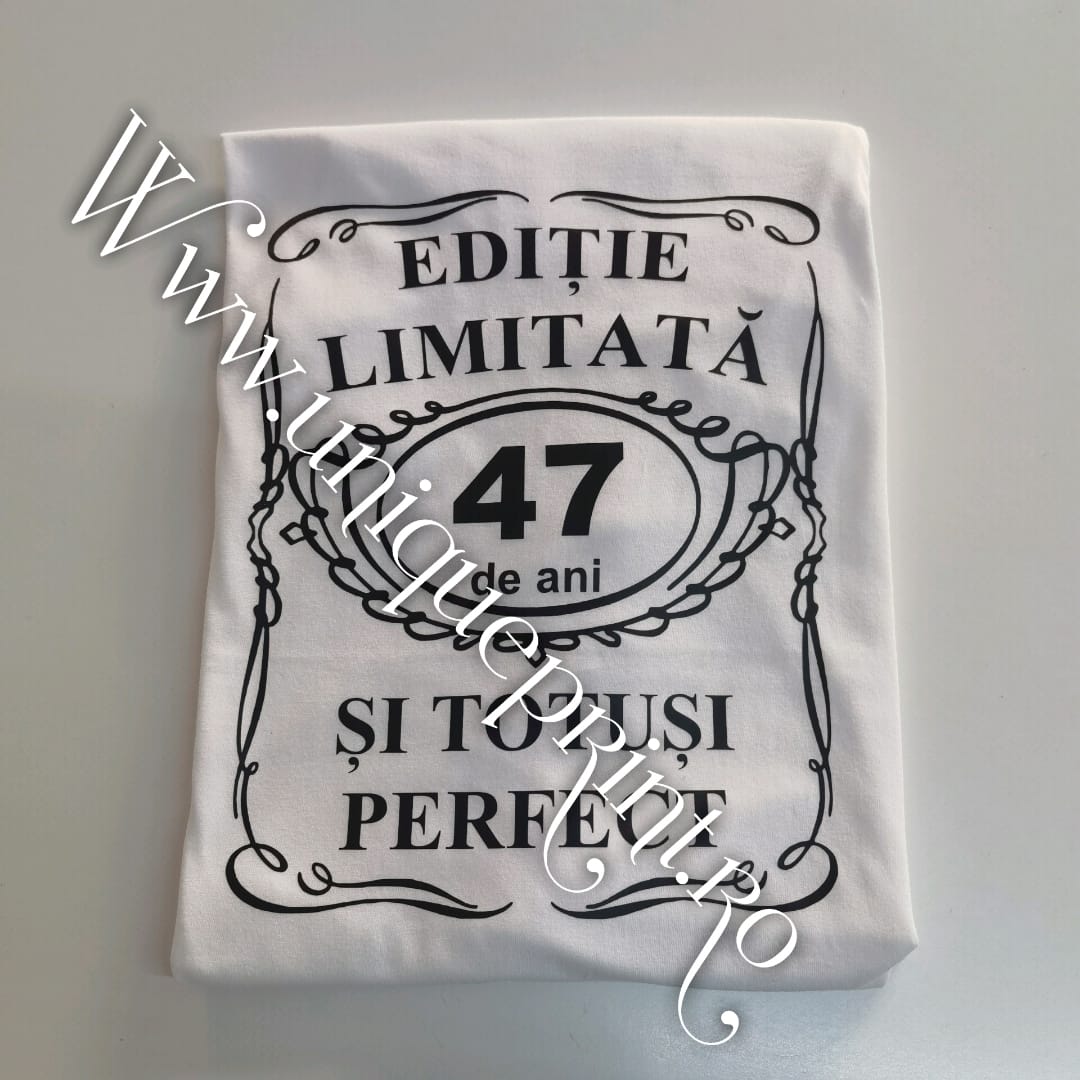 EDIȚIE
LIMITATĂ
47
de ani
ȘI TOTUȘI
PERFECT
Www.uniqueprint.ro